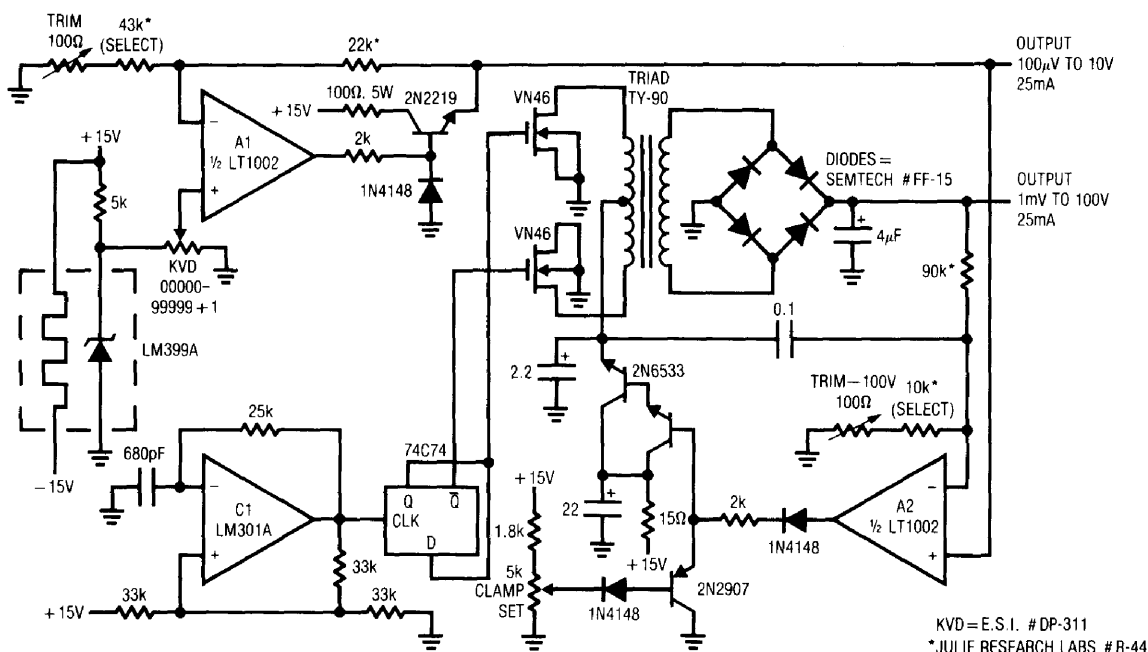 TRIM
100Ω
43k*
(SELECT)
22k*
OUTPUT
100µV TO 10V
25mA
100Ω, 5W
2N2219
+15V
VN46
TRIAD
TY-90
+15V
−
A1
½ LT1002
+
2k
1N4148
DIODES =
SEMTECH #FF-15
OUTPUT
1mV TO 100V
25mA
5k
VN46
+
4µF
90k*
KVD
00000-
99999 + 1
LM399A
0.1
+
2.2
2N6533
TRIM–100V
100Ω
10k*
(SELECT)
25k
680pF
−15V
74C74
−
C1
LM301A
+
Q
Q̅
CLK
D
+15V
1.8k
+
22
15Ω
+15V
2k
1N4148
−
A2
½ LT1002
+
33k
5k
CLAMP
SET
1N4148
2N2907
+15V
33k
33k
KVD = E.S.I. #DP-311
*JULIE RESEARCH LABS #R-44